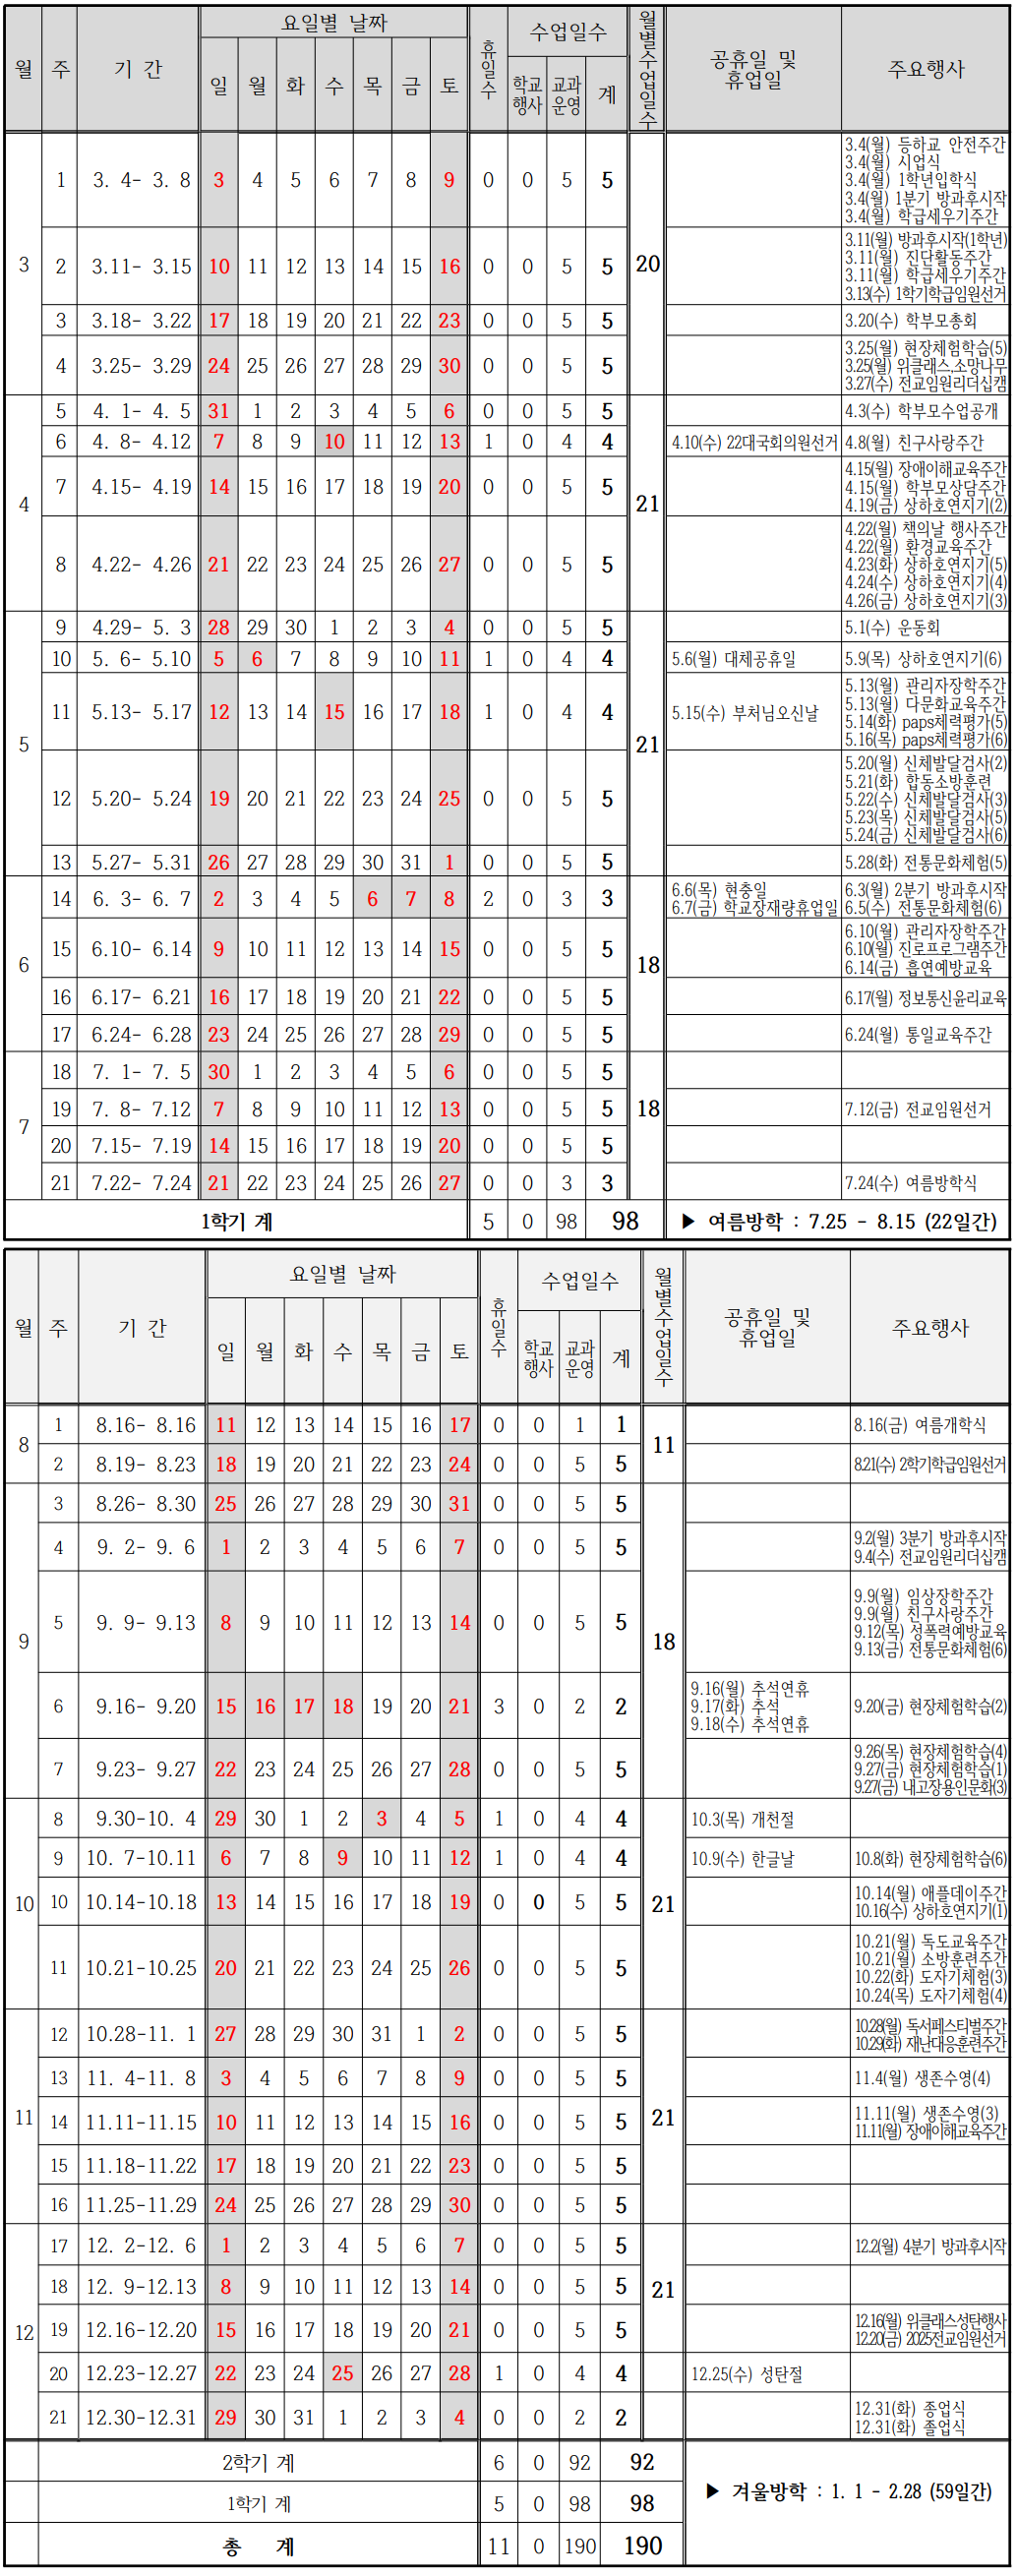 월 주 기 간 요일별 날짜 휴일수 수업일수 월별수업일수 공휴일 및 휴업일 주요행사
일 월 화 수 목 금 토 학교행사 교과운영 계
3 1 3. 4- 3. 8 3 4 5 6 7 8 9 0 0 5 5 20
3.4(월) 등하교 안전주간
3.4(월) 시업식
3.4(월) 1학년입학식
3.4(월) 1분기 방과후시작
3.4(월) 학급세우기주간
2 3.11- 3.15 10 11 12 13 14 15 16 0 0 5 5
3.11(월) 방과후시작(1학년)
3.11(월) 진단활동주간
3.11(월) 학급세우기주간
3.13(수) 1학기학급임원선거
3 3.18- 3.22 17 18 19 20 21 22 23 0 0 5 5 3.20(수) 학부모총회
4 3.25- 3.29 24 25 26 27 28 29 30 0 0 5 5
3.25(월) 현장체험학습(5)
3.25(월) 위클래스,소망나무
3.27(수) 전교임원리더십캠
4 5 4. 1- 4. 5 31 1 2 3 4 5 6 0 0 5 5 21 4.3(수) 학부모수업공개
6 4. 8- 4.12 7 8 9 10 11 12 13 1 0 4 4 4.10(수) 22대국회의원선거 4.8(월) 친구사랑주간
7 4.15- 4.19 14 15 16 17 18 19 20 0 0 5 5
4.15(월) 장애이해교육주간
4.15(월) 학부모상담주간
4.19(금) 상하호연지기(2)
8 4.22- 4.26 21 22 23 24 25 26 27 0 0 5 5
4.22(월) 책의날 행사주간
4.22(월) 환경교육주간
4.23(화) 상하호연지기(5)
4.24(수) 상하호연지기(4)
4.26(금) 상하호연지기(3)
5 9 4.29- 5. 3 28 29 30 1 2 3 4 0 0 5 5 21 5.1(수) 운동회
10 5. 6- 5.10 5 6 7 8 9 10 11 1 0 4 4 5.6(월) 대체공휴일 5.9(목) 상하호연지기(6)
11 5.13- 5.17 12 13 14 15 16 17 18 1 0 4 4 5.15(수) 부처님오신날
5.13(월) 관리자장학주간
5.13(월) 다문화교육주간
5.14(화) paps체력평가(5)
5.16(목) paps체력평가(6)
12 5.20- 5.24 19 20 21 22 23 24 25 0 0 5 5
5.20(월) 신체발달검사(2)
5.21(화) 합동소방훈련
5.22(수) 신체발달검사(3)
5.23(목) 신체발달검사(5)
5.24(금) 신체발달검사(6)
13 5.27- 5.31 26 27 28 29 30 31 1 0 0 5 5 5.28(화) 전통문화체험(5)
6 14 6. 3- 6. 7 2 3 4 5 6 7 8 2 0 3 3 18
6.6(목) 현충일 6.3(월) 2분기 방과후시작
6.7(금) 학교장재량휴업일 6.5(수) 전통문화체험(6)
15 6.10- 6.14 9 10 11 12 13 14 15 0 0 5 5
6.10(월) 관리자장학주간
6.10(월) 진로프로그램주간
6.14(금) 흡연예방교육
16 6.17- 6.21 16 17 18 19 20 21 22 0 0 5 5 6.17(월) 정보통신윤리교육
17 6.24- 6.28 23 24 25 26 27 28 29 0 0 5 5 6.24(월) 통일교육주간
7 18 7. 1- 7. 5 30 1 2 3 4 5 6 0 0 5 5 18
19 7. 8- 7.12 7 8 9 10 11 12 13 0 0 5 5 7.12(금) 전교임원선거
20 7.15- 7.19 14 15 16 17 18 19 20 0 0 5 5
21 7.22- 7.24 21 22 23 24 25 26 27 0 0 3 3 7.24(수) 여름방학식
1학기 계 5 0 98 98 ▶ 여름방학 : 7.25 - 8.15 (22일간)
월 주 기 간 요일별 날짜 휴일수 수업일수 월별수업일수 공휴일 및 휴업일 주요행사
일 월 화 수 목 금 토 학교행사 교과운영 계
8 1 8.16- 8.16 11 12 13 14 15 16 17 0 0 1 1 11 8.16(금) 여름개학식
2 8.19- 8.23 18 19 20 21 22 23 24 0 0 5 5 8.21(수) 2학기학급임원선거
9 3 8.26- 8.30 25 26 27 28 29 30 31 0 0 5 5 18
4 9. 2- 9. 6 1 2 3 4 5 6 7 0 0 5 5
9.2(월) 3분기 방과후시작
9.4(수) 전교임원리더십캠
5 9. 9- 9.13 8 9 10 11 12 13 14 0 0 5 5
9.9(월) 임상장학주간
9.9(월) 친구사랑주간
9.12(목) 성폭력예방교육
9.13(금) 전통문화체험(6)
6 9.16- 9.20 15 16 17 18 19 20 21 3 0 2 2
9.16(월) 추석연휴
9.17(화) 추석
9.18(수) 추석연휴
9.20(금) 현장체험학습(2)
7 9.23- 9.27 22 23 24 25 26 27 28 0 0 5 5
9.26(목) 현장체험학습(4)
9.27(금) 현장체험학습(1)
9.27(금) 내고장용인문화(3)
10 8 9.30-10. 4 29 30 1 2 3 4 5 1 0 4 4 21 10.3(목) 개천절
9 10. 7-10.11 6 7 8 9 10 11 12 1 0 4 4 10.9(수) 한글날 10.8(화) 현장체험학습(6)
10 10.14-10.18 13 14 15 16 17 18 19 0 0 5 5
10.14(월) 애플데이주간
10.16(수) 상하호연지기(1)
11 10.21-10.25 20 21 22 23 24 25 26 0 0 5 5
10.21(월) 독도교육주간
10.21(월) 소방훈련주간
10.22(화) 도자기체험(3)
10.24(목) 도자기체험(4)
11 12 10.28-11. 1 27 28 29 30 31 1 2 0 0 5 5 21
10.28(월) 독서페스티벌주간
10.29(화) 재난대응훈련주간
13 11. 4-11. 8 3 4 5 6 7 8 9 0 0 5 5 11.4(월) 생존수영(4)
14 11.11-11.15 10 11 12 13 14 15 16 0 0 5 5
11.11(월) 생존수영(3)
11.11(월) 장애이해교육주간
15 11.18-11.22 17 18 19 20 21 22 23 0 0 5 5
16 11.25-11.29 24 25 26 27 28 29 30 0 0 5 5
12 17 12. 2-12. 6 1 2 3 4 5 6 7 0 0 5 5 21 12.2(월) 4분기 방과후시작
18 12. 9-12.13 8 9 10 11 12 13 14 0 0 5 5
19 12.16-12.20 15 16 17 18 19 20 21 0 0 5 5
12.16(월) 위클래스성탄행사
12.20(금) 2025전교임원선거
20 12.23-12.27 22 23 24 25 26 27 28 1 0 4 4 12.25(수) 성탄절
21 12.30-12.31 29 30 31 1 2 3 4 0 0 2 2
12.31(화) 종업식
12.31(화) 졸업식
2학기 계 6 0 92 92
1학기 계 5 0 98 98
총 계 11 0 190 190
▶ 겨울방학 : 1. 1 - 2.28 (59일간)